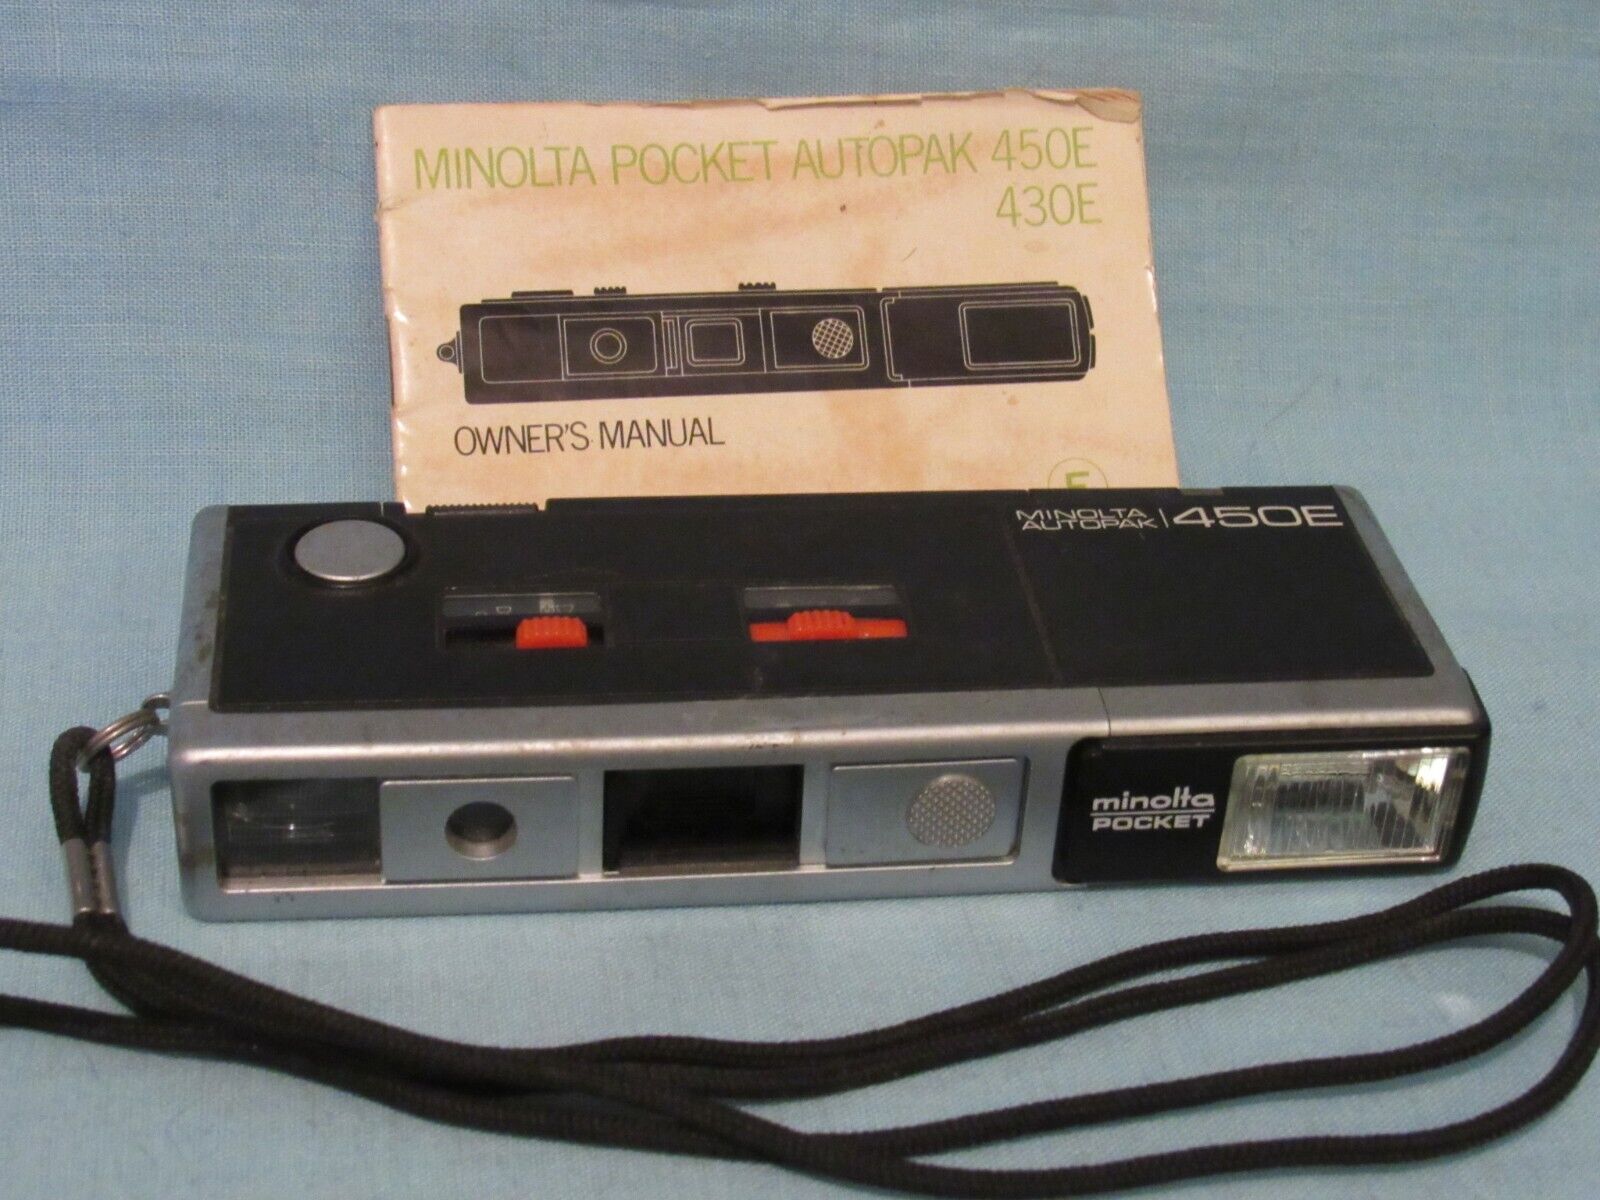 MINOLTA POCKET AUTOPAK 450E
430E
OWNER'S MANUAL
E
MINOLTA
AUTOPAK | 450E
minolta
POCKET